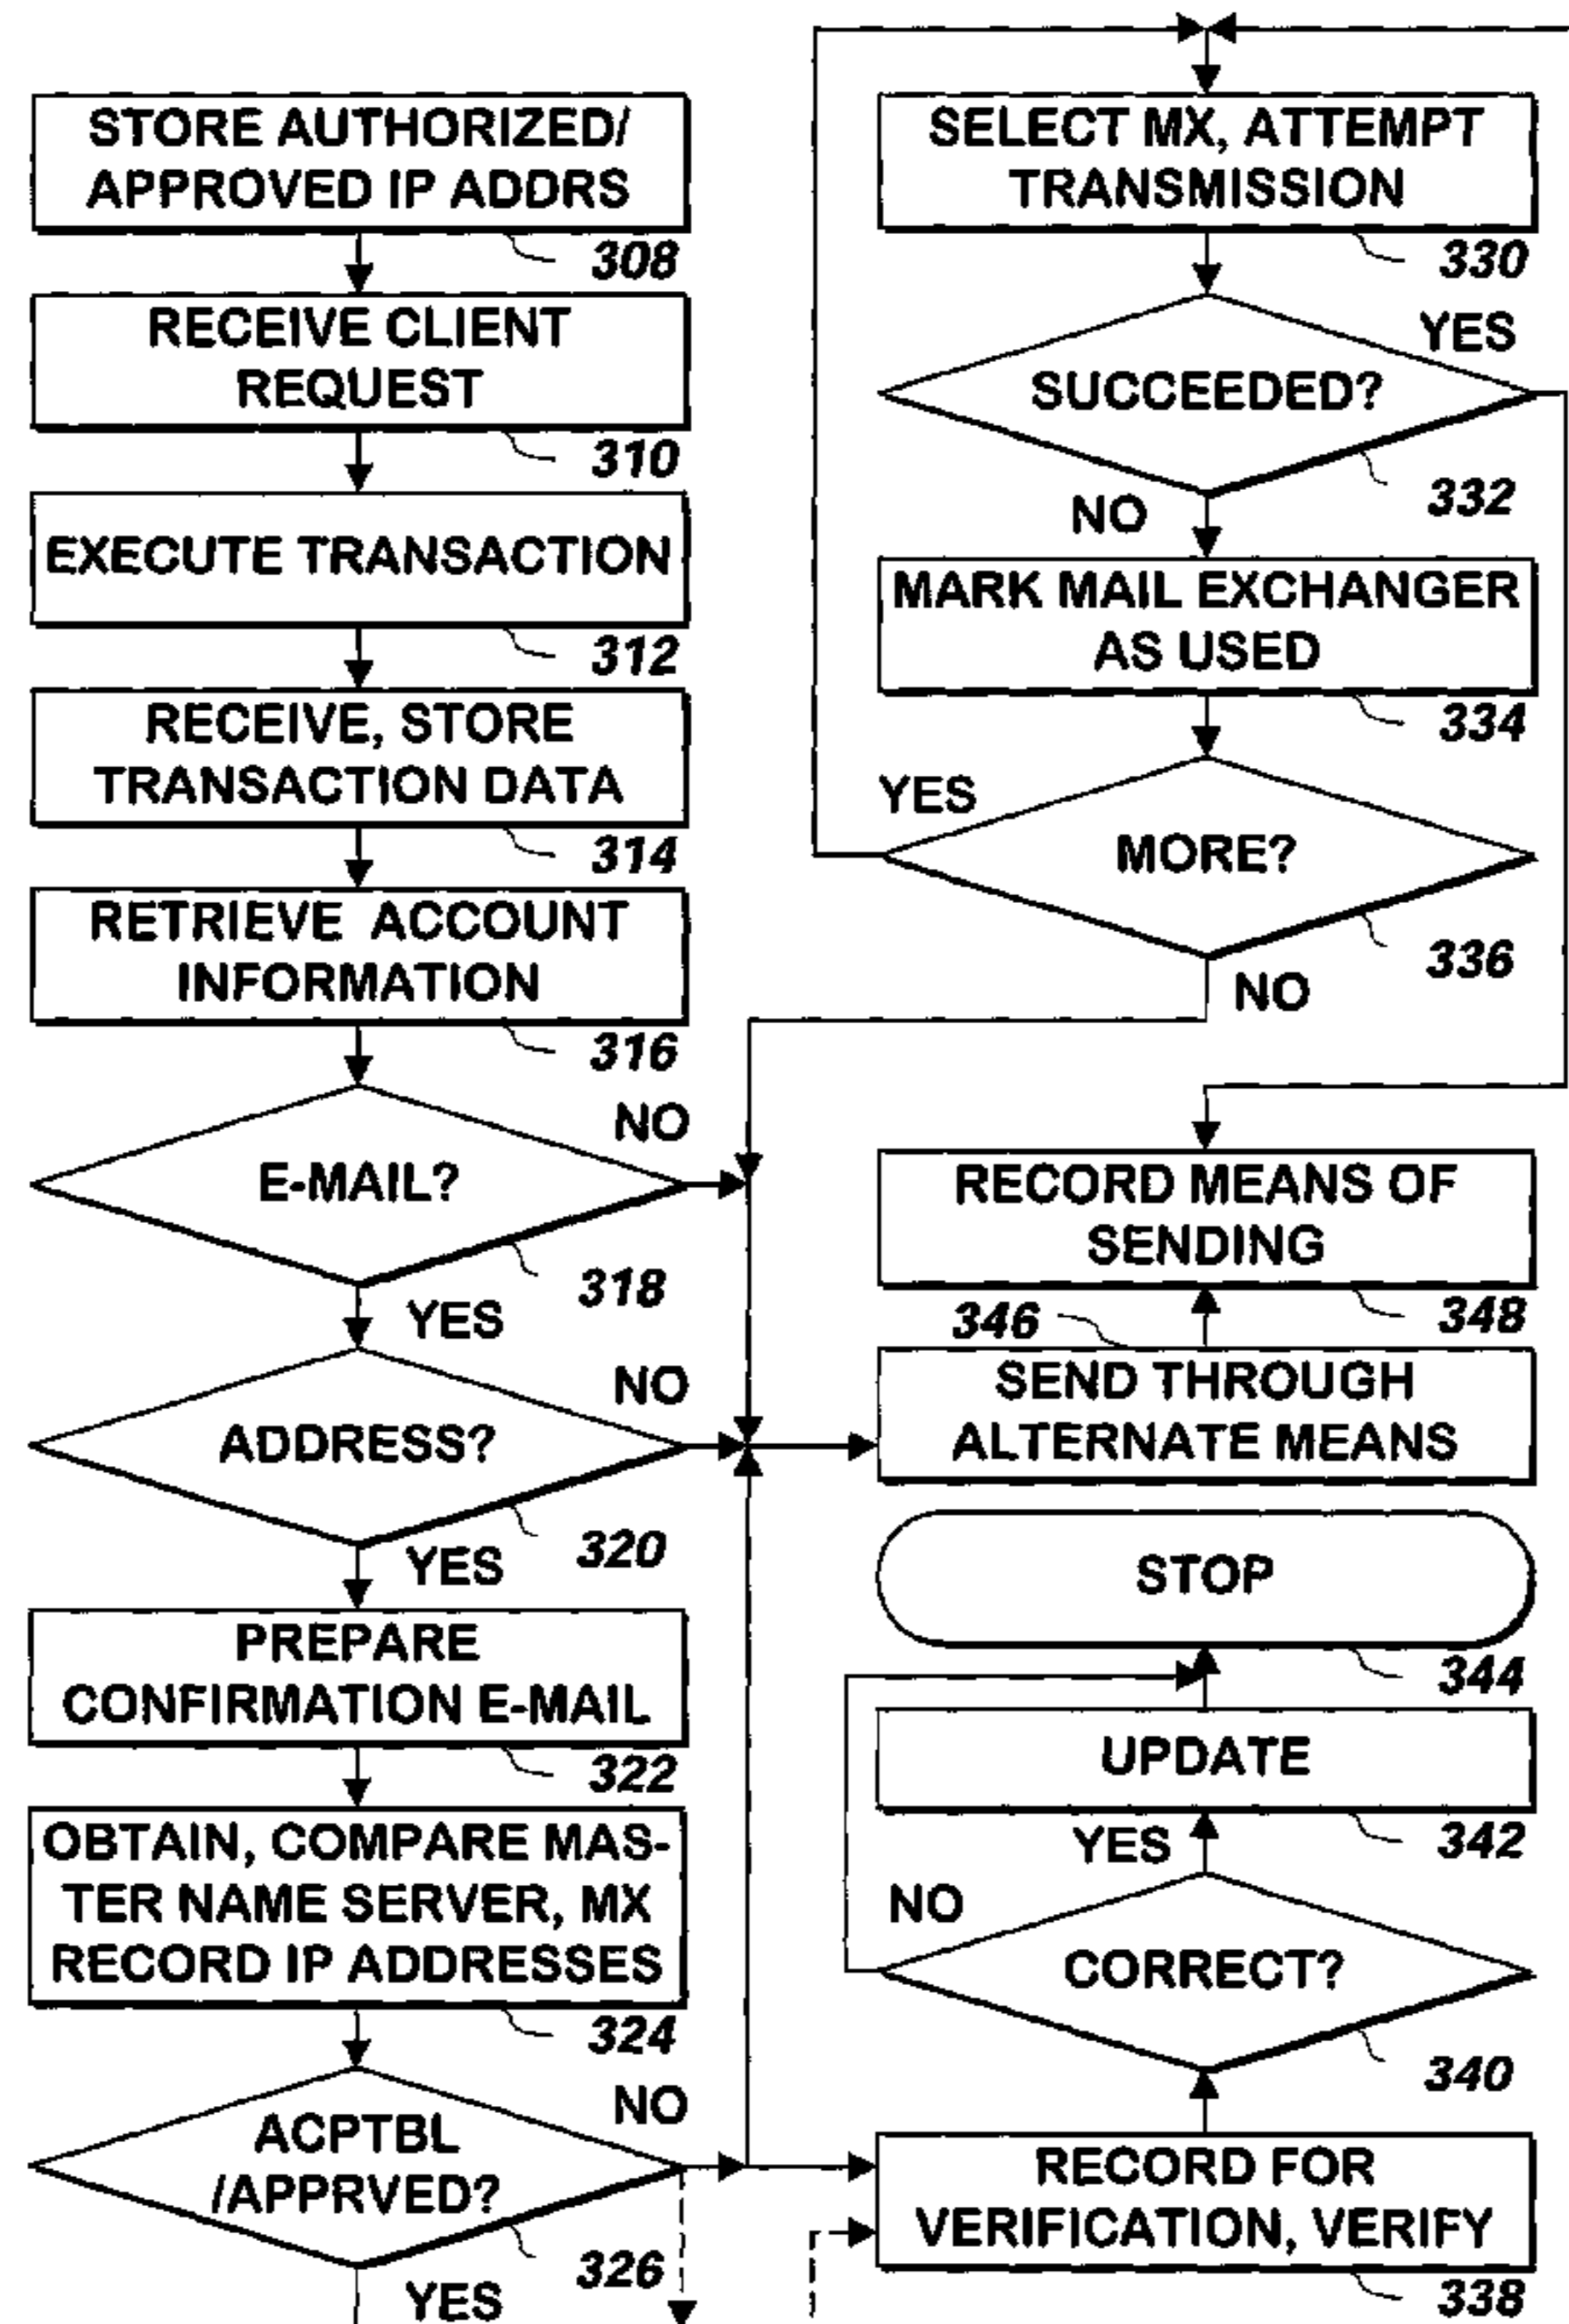 STORE AUTHORIZED/
APPROVED IP ADDRS
308
RECEIVE CLIENT
REQUEST
310
EXECUTE TRANSACTION
312
RECEIVE, STORE
TRANSACTION DATA
314
RETRIEVE ACCOUNT
INFORMATION
316
NO
E-MAIL?
318
YES
NO
ADDRESS?
320
YES
PREPARE
CONFIRMATION E-MAIL
322
OBTAIN, COMPARE MAS-
TER NAME SERVER, MX
RECORD IP ADDRESSES
324
NO
ACPTBL
/APPRVED?
326
YES
SELECT MX, ATTEMPT
TRANSMISSION
330
YES
SUCCEEDED?
332
NO
MARK MAIL EXCHANGER
AS USED
334
YES
MORE?
336
NO
RECORD MEANS OF
SENDING
348
346
SEND THROUGH
ALTERNATE MEANS
STOP
344
UPDATE
342
YES
NO
CORRECT?
340
RECORD FOR
VERIFICATION, VERIFY
338